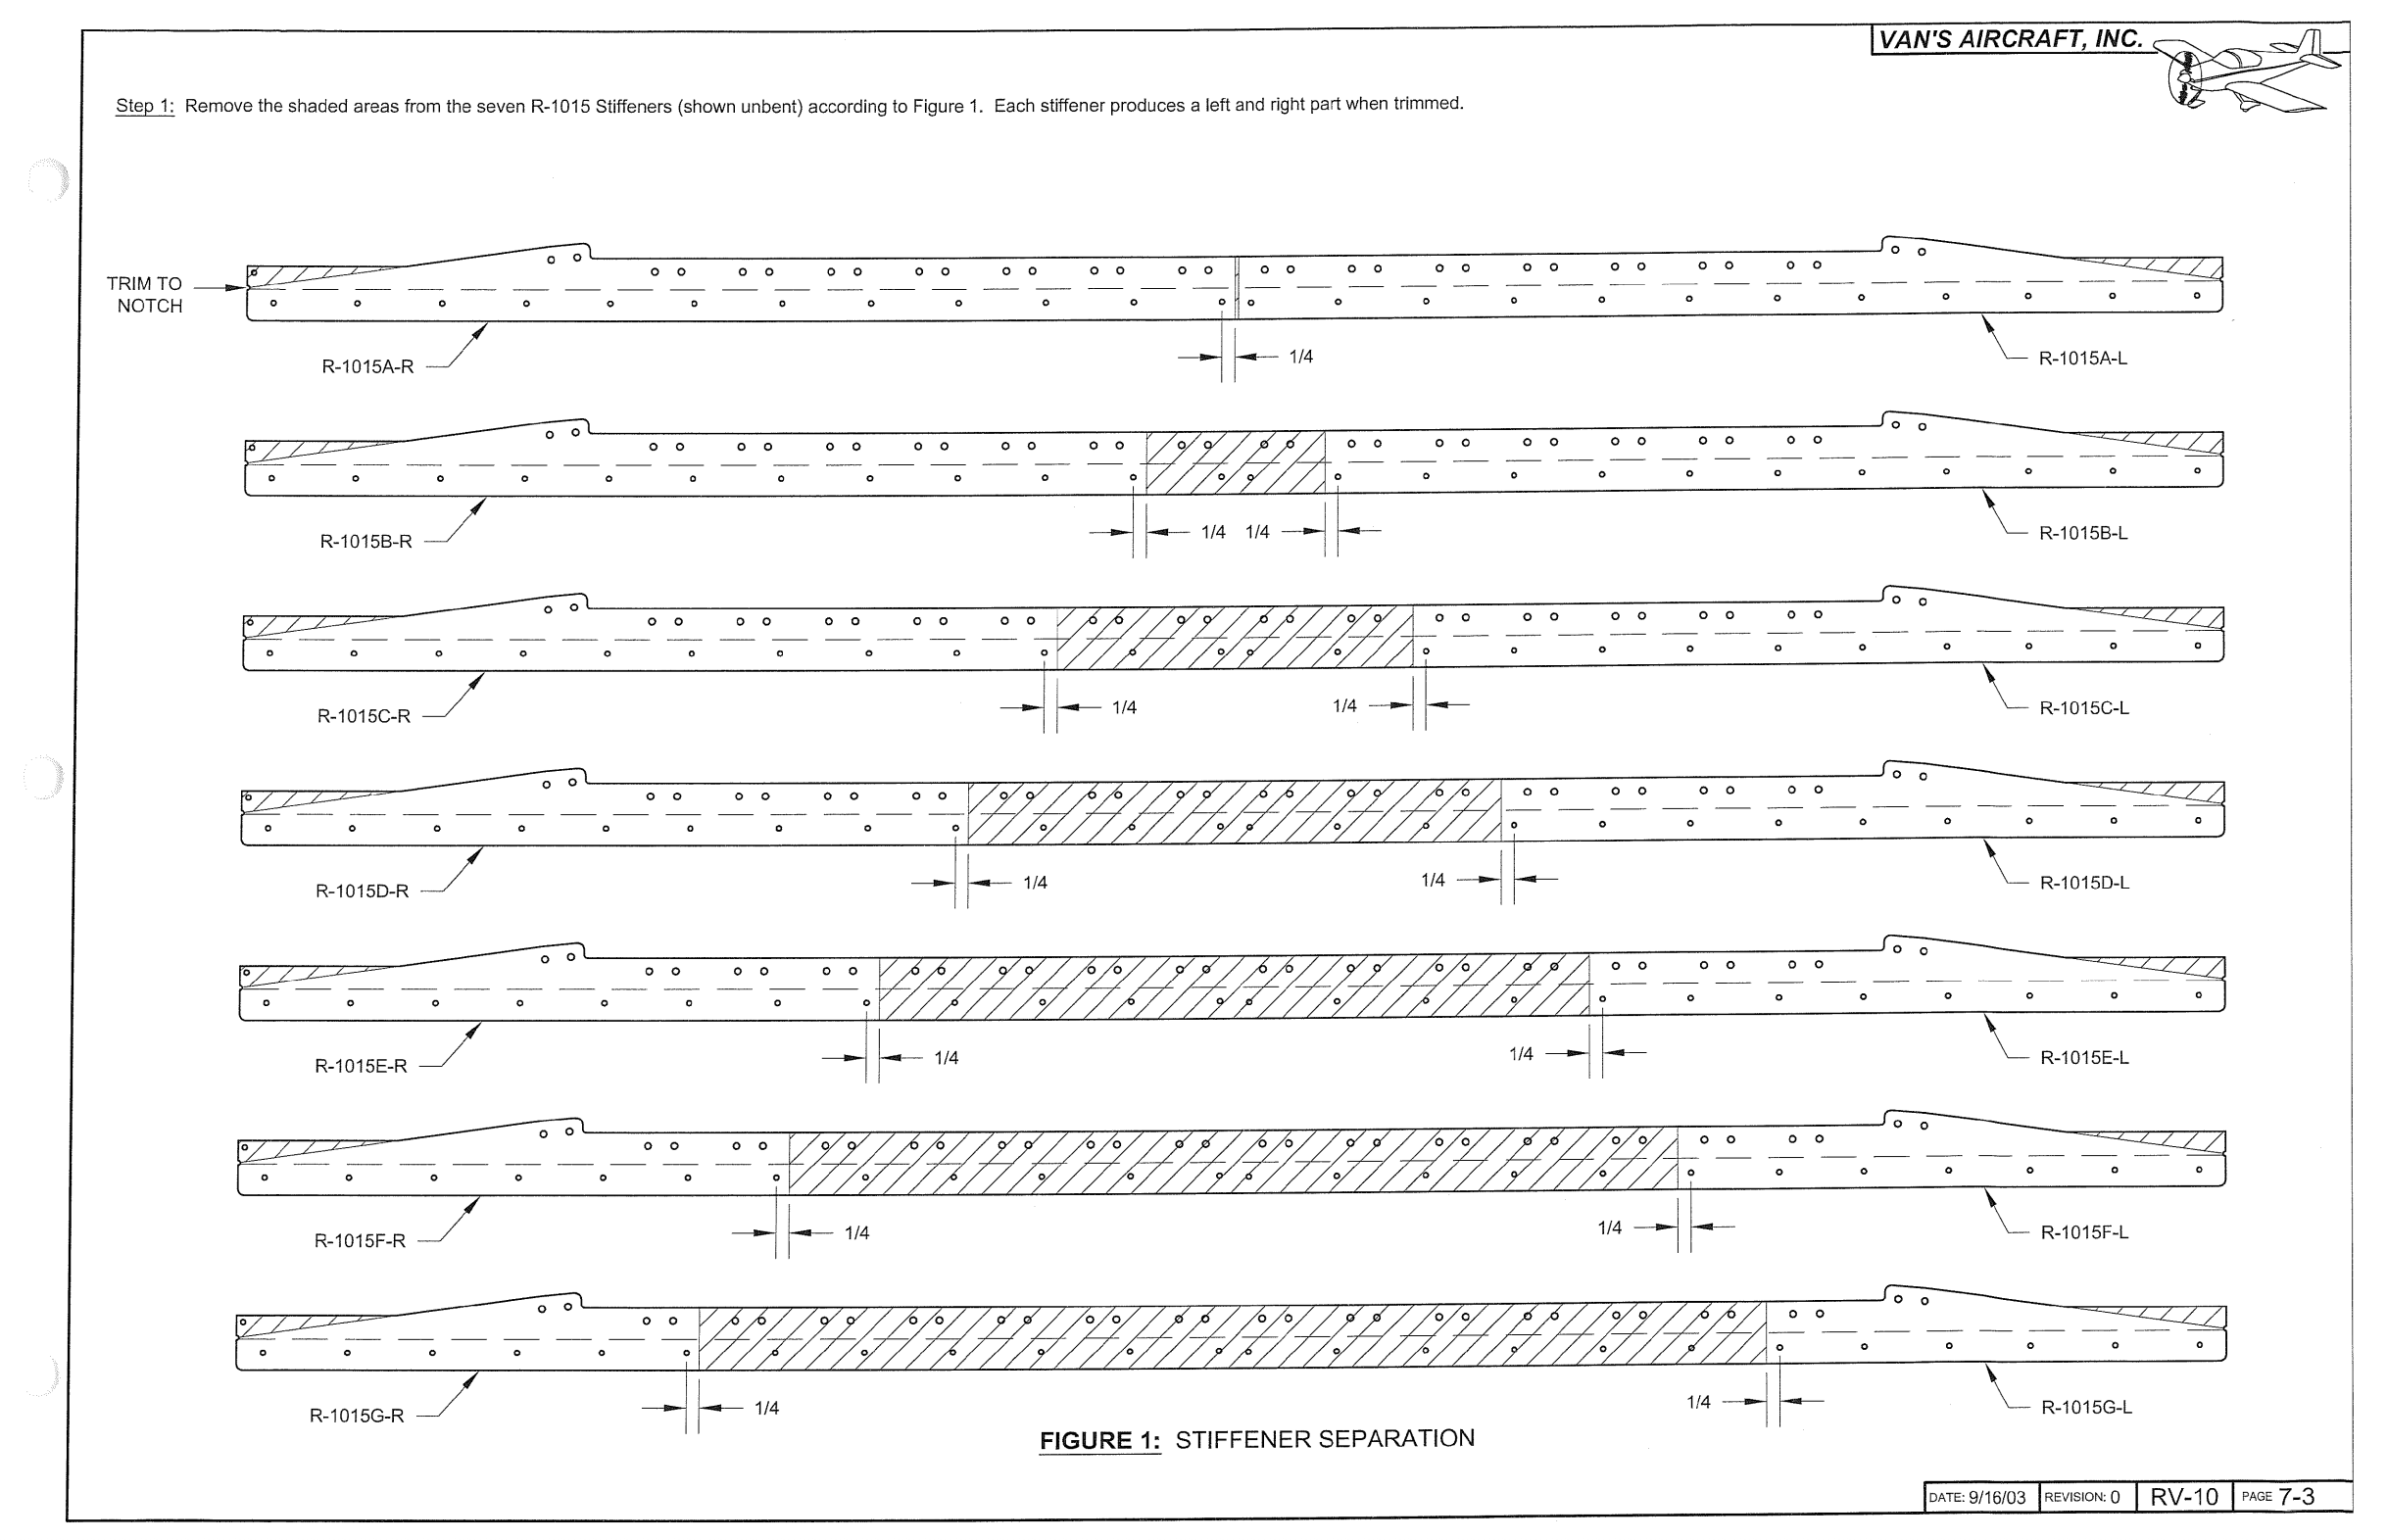 VAN'S AIRCRAFT, INC.
Step 1: Remove the shaded areas from the seven R-1015 Stiffeners (shown unbent) according to Figure 1. Each stiffener produces a left and right part when trimmed.
TRIM TO
NOTCH
1/4
R-1015A-R
R-1015A-L
1/4 1/4
R-1015B-R
R-1015B-L
1/4 1/4
R-1015C-R
R-1015C-L
1/4 1/4
R-1015D-R
R-1015D-L
1/4 1/4
R-1015E-R
R-1015E-L
1/4 1/4
R-1015F-R
R-1015F-L
1/4 1/4
R-1015G-R
R-1015G-L
FIGURE 1: STIFFENER SEPARATION
DATE: 9/16/03 REVISION: 0 RV-10 PAGE 7-3